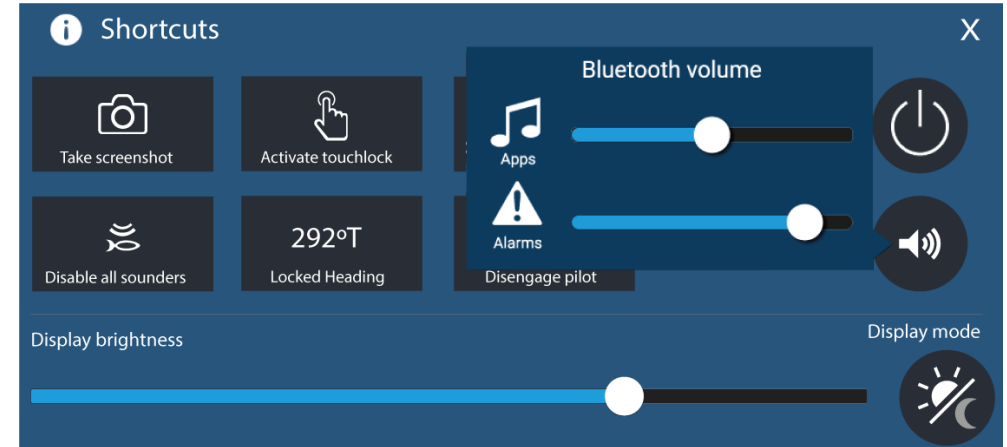 Shortcuts
X
Bluetooth volume
Take screenshot
Activate touchlock
Apps
292ºT
Alarms
Disable all sounders
Locked Heading
Disengage pilot
Display brightness
Display mode